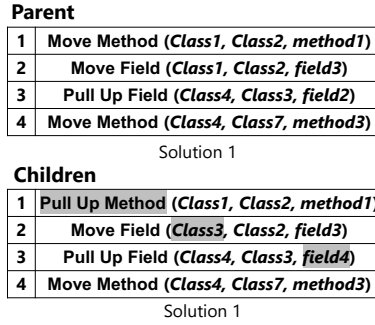 Parent
1 Move Method (Class1, Class2, method1)
2 Move Field (Class1, Class2, field3)
3 Pull Up Field (Class4, Class3, field2)
4 Move Method (Class4, Class7, method3)
Solution 1
Children
1 Pull Up Method (Class1, Class2, method1)
2 Move Field (Class3, Class2, field3)
3 Pull Up Field (Class4, Class3, field4)
4 Move Method (Class4, Class7, method3)
Solution 1